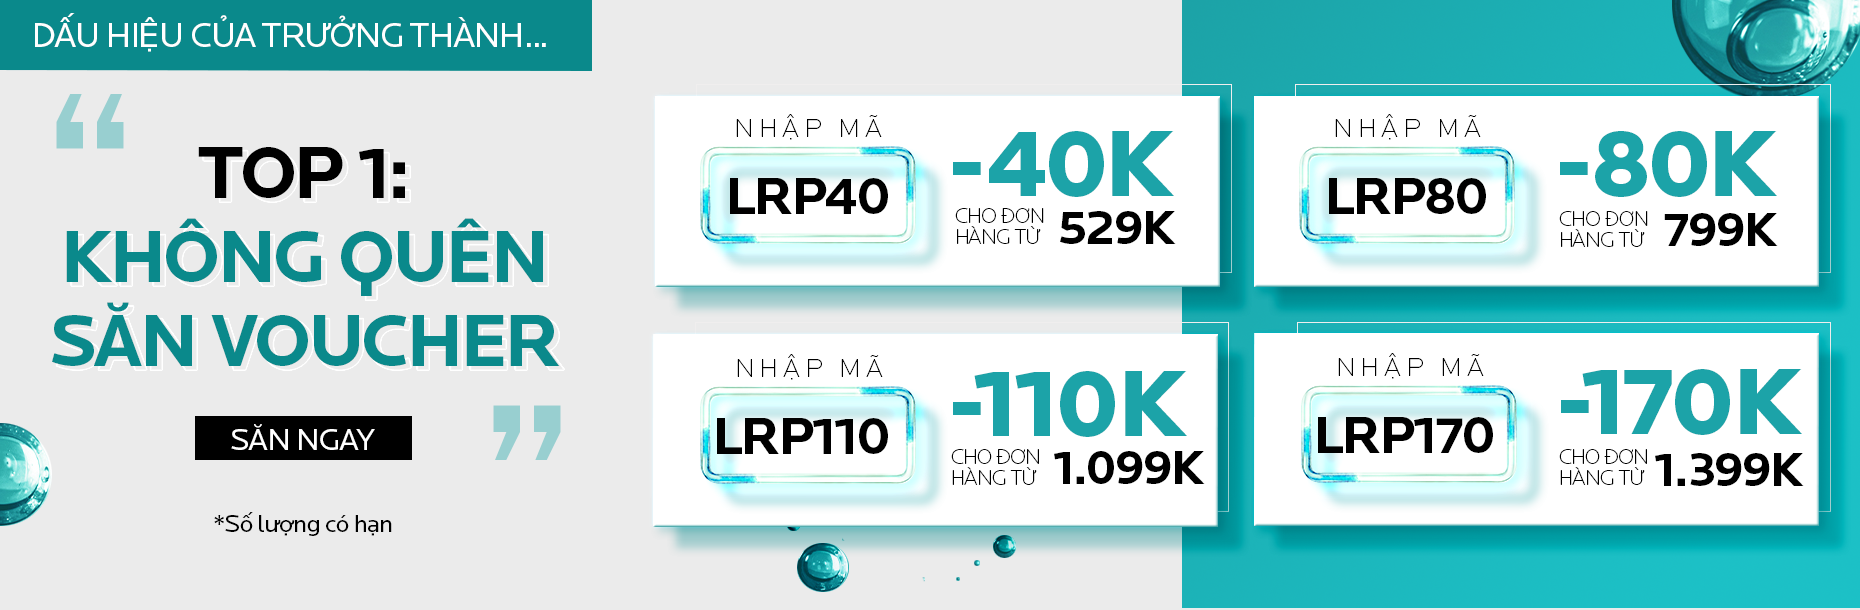 DẤU HIỆU CỦA TRƯỞNG THÀNH...
“
TOP 1:
KHÔNG QUÊN
SĂN VOUCHER
”
SĂN NGAY
*Số lượng có hạn
NHẬP MÃ
LRP40
-40K
CHO ĐƠN
HÀNG TỪ 529K
NHẬP MÃ
LRP80
-80K
CHO ĐƠN
HÀNG TỪ 799K
NHẬP MÃ
LRP110
-110K
CHO ĐƠN
HÀNG TỪ 1.099K
NHẬP MÃ
LRP170
-170K
CHO ĐƠN
HÀNG TỪ 1.399K